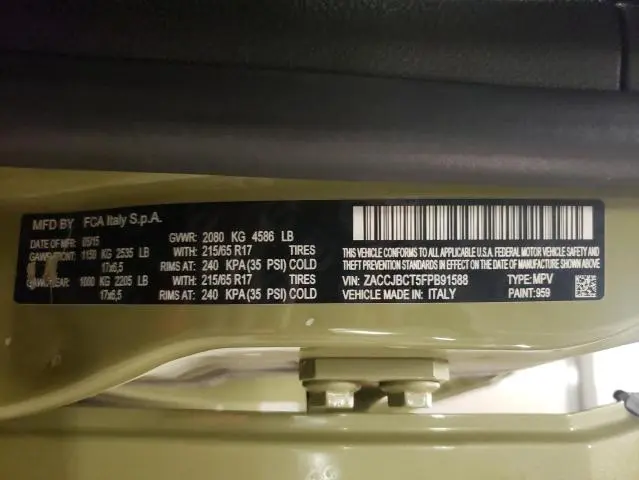 MFD BY FCA Italy S.p.A.
DATE OF MFR: 05/15 GVWR: 2080 KG 4586 LB
GAWR FRONT: 1150 KG 2535 LB WITH: 215/65 R17 TIRES
17x6,5 RIMS AT: 240 KPA(35 PSI) COLD
GAWR REAR: 1000 KG 2205 LB WITH: 215/65 R17 TIRES
17x6,5 RIMS AT: 240 KPA(35 PSI) COLD
THIS VEHICLE CONFORMS TO ALL APPLICABLE U.S.A. FEDERAL MOTOR VEHICLE
SAFETY STANDARDS IN EFFECT ON THE DATE OF MANUFACTURE SHOWN ABOVE
VIN: ZACCJBCT5FPB91588 TYPE: MPV
VEHICLE MADE IN: ITALY PAINT: 959